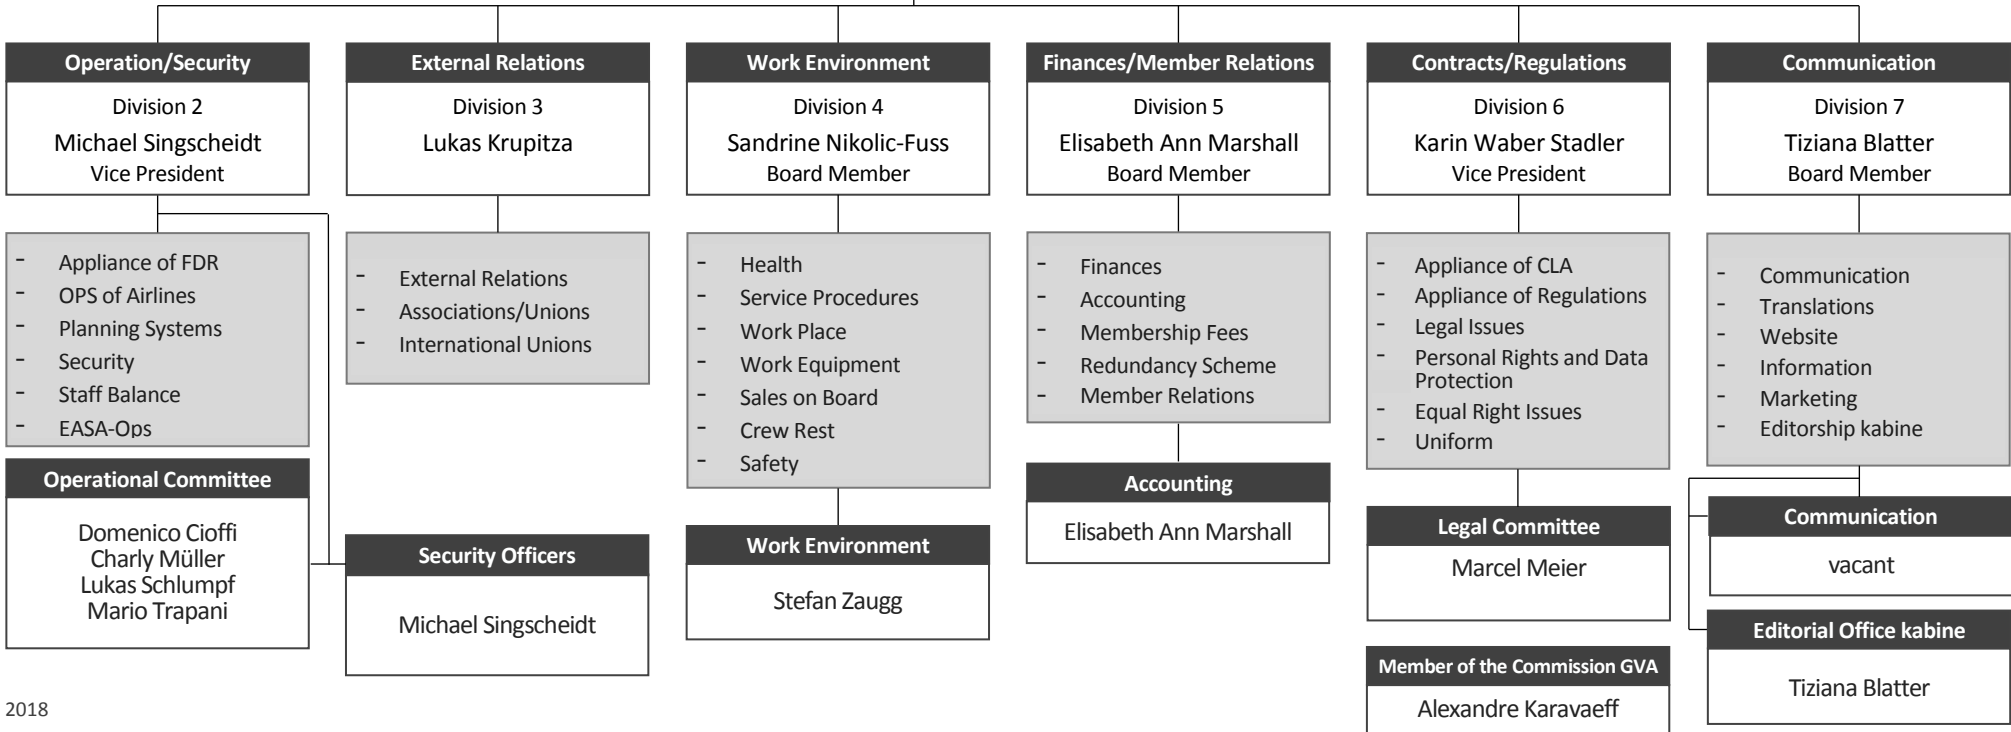 Operation/Security
Division 2
Michael Singscheidt
Vice President
- Appliance of FDR
- OPS of Airlines
- Planning Systems
- Security
- Staff Balance
- EASA-Ops
Operational Committee
Domenico Cioffi
Charly Müller
Lukas Schlumpf
Mario Trapani
External Relations
Division 3
Lukas Krupitza
- External Relations
- Associations/Unions
- International Unions
Security Officers
Michael Singscheidt
Work Environment
Division 4
Sandrine Nikolic-Fuss
Board Member
- Health
- Service Procedures
- Work Place
- Work Equipment
- Sales on Board
- Crew Rest
- Safety
Work Environment
Stefan Zaugg
Finances/Member Relations
Division 5
Elisabeth Ann Marshall
Board Member
- Finances
- Accounting
- Membership Fees
- Redundancy Scheme
- Member Relations
Accounting
Elisabeth Ann Marshall
Contracts/Regulations
Division 6
Karin Waber Stadler
Vice President
- Appliance of CLA
- Appliance of Regulations
- Legal Issues
- Personal Rights and Data
Protection
- Equal Right Issues
- Uniform
Legal Committee
Marcel Meier
Member of the Commission GVA
Alexandre Karavaeff
Communication
Division 7
Tiziana Blatter
Board Member
- Communication
- Translations
- Website
- Information
- Marketing
- Editorship kabine
Communication
vacant
Editorial Office kabine
Tiziana Blatter
2018